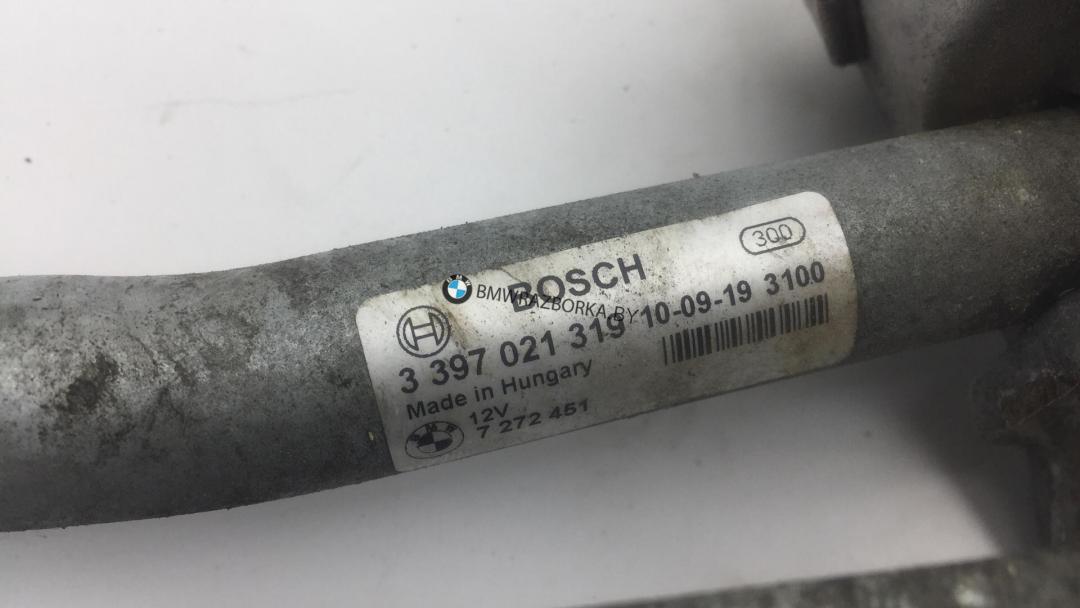 300
BOSCH
BMWRAZBORKA.BY
3 397 021 319 10-09-19 3100
Made in Hungary
12V
BMW 7 272 451